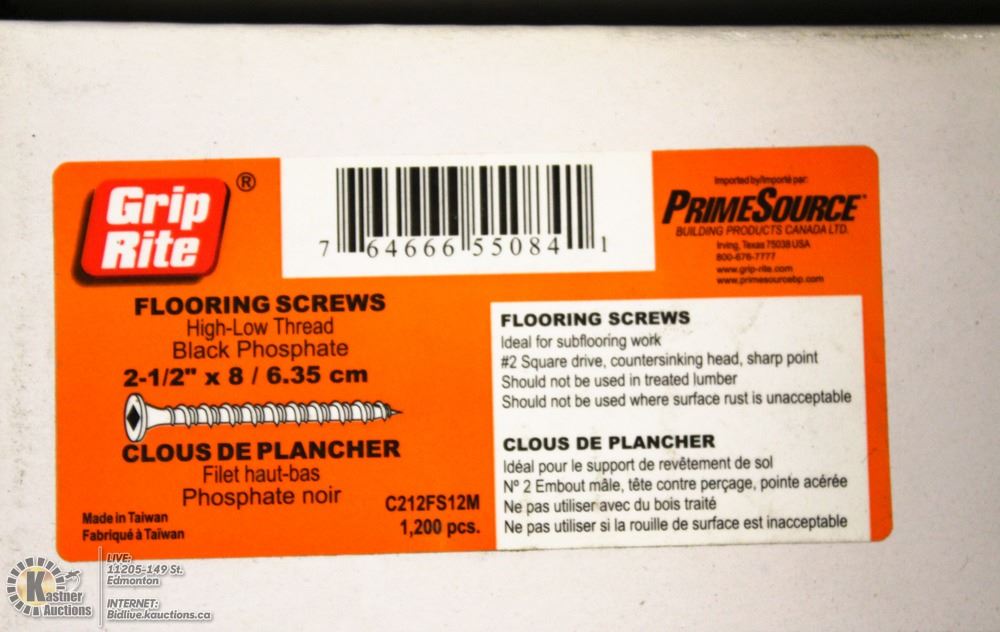 Grip
Rite
®
7 64666 55084 1
Imported by/Importé par:
PRIMESOURCE
BUILDING PRODUCTS CANADA LTD.
Irving, Texas 75038 USA
800-676-7777
www.grip-rite.com
www.primesourcebp.com
FLOORING SCREWS
High-Low Thread
Black Phosphate
2-1/2" x 8 / 6.35 cm
CLOUS DE PLANCHER
Filet haut-bas
Phosphate noir
C212FS12M
1,200 pcs.
Made in Taiwan
Fabriqué à Taïwan
FLOORING SCREWS
Ideal for subflooring work
#2 Square drive, countersinking head, sharp point
Should not be used in treated lumber
Should not be used where surface rust is unacceptable
CLOUS DE PLANCHER
Idéal pour le support de revêtement de sol
Nº 2 Embout mâle, tête contre perçage, pointe acérée
Ne pas utiliser avec du bois traité
Ne pas utiliser si la rouille de surface est inacceptable
Kastner
Auctions
LIVE:
11205-149 St.
Edmonton
INTERNET:
Bidlive.kauctions.ca